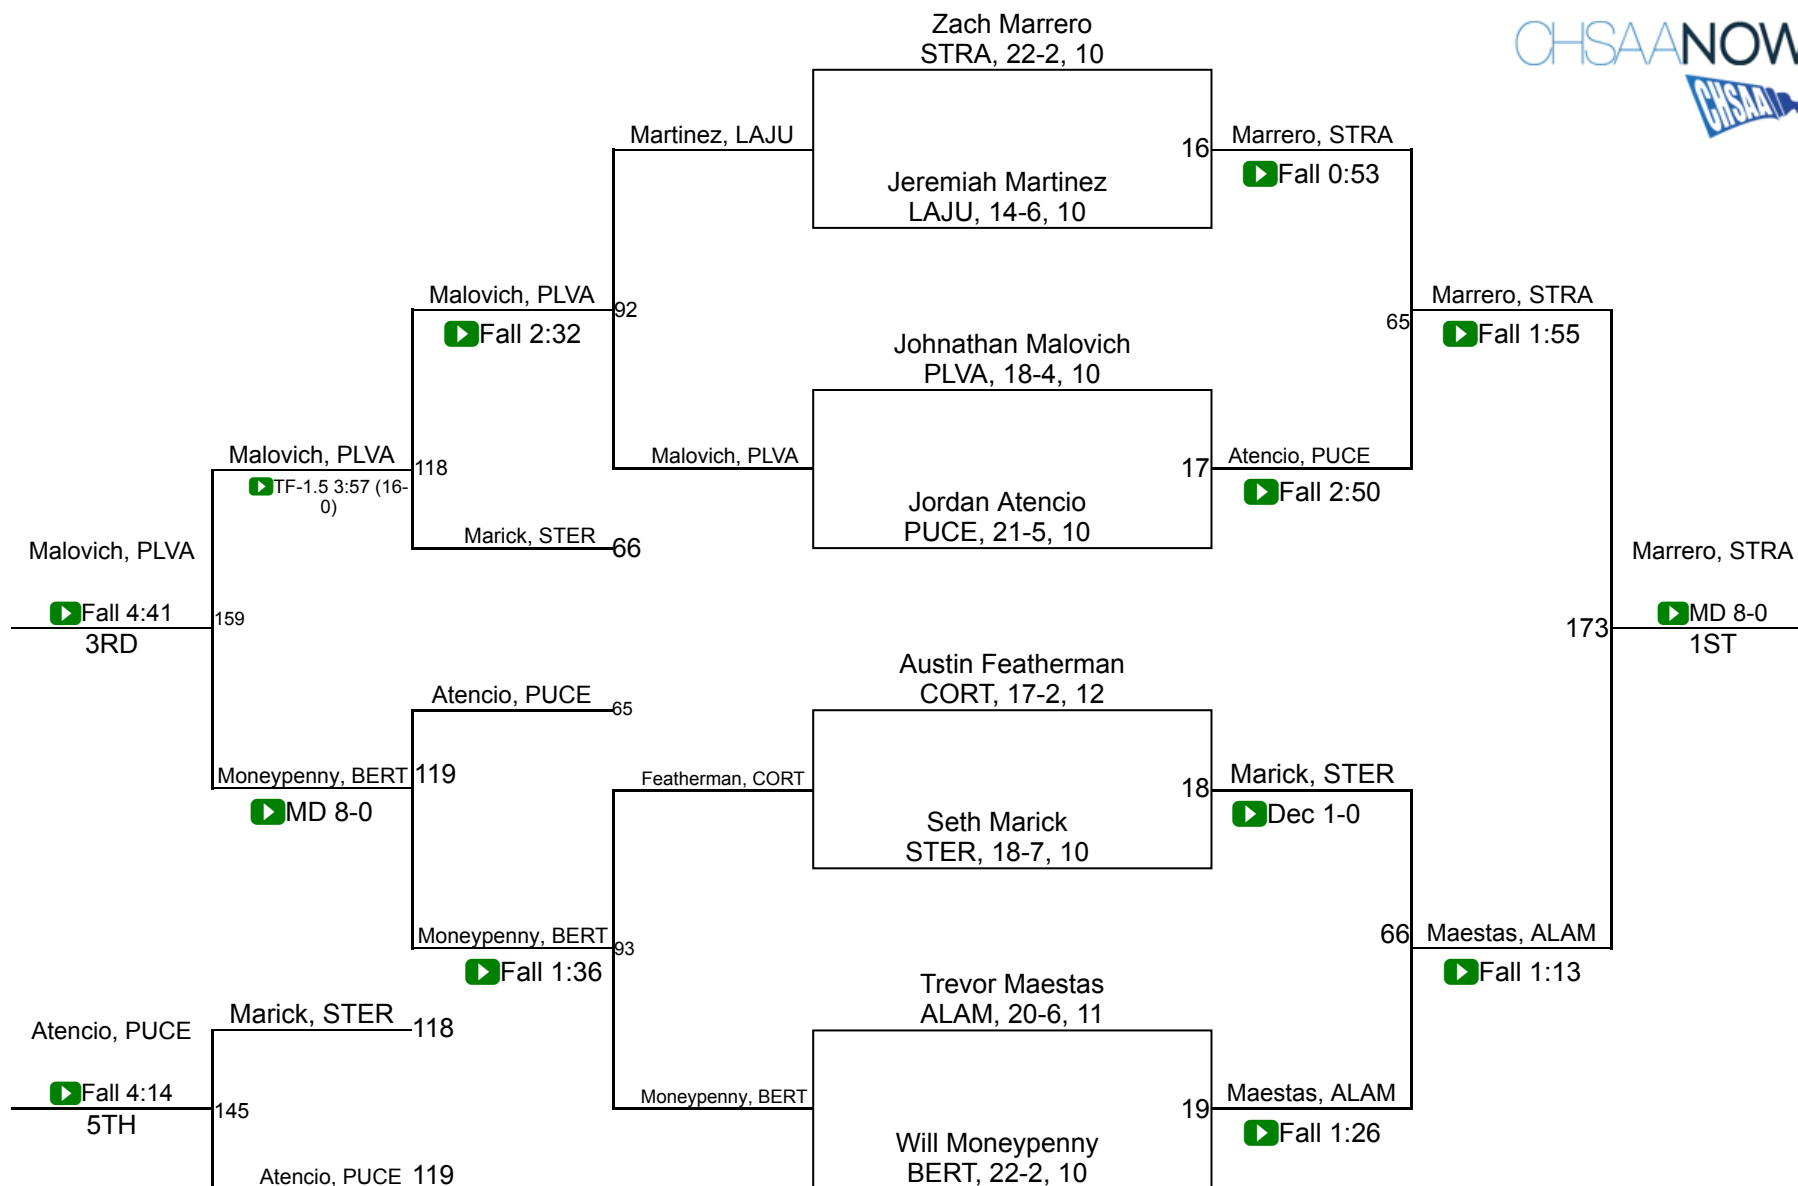 Zach Marrero
STRA, 22-2, 10
CHSAANOW
CHSAA
Martinez, LAJU
16
Marrero, STRA
Fall 0:53
Jeremiah Martinez
LAJU, 14-6, 10
Malovich, PLVA
92
Fall 2:32
Marrero, STRA
65
Fall 1:55
Johnathan Malovich
PLVA, 18-4, 10
Malovich, PLVA
118
TF-1.5 3:57 (16-
0)
Malovich, PLVA
17
Atencio, PUCE
Fall 2:50
Jordan Atencio
PUCE, 21-5, 10
Marick, STER
66
Malovich, PLVA
Fall 4:41
3RD
159
Marrero, STRA
173
MD 8-0
1ST
Austin Featherman
CORT, 17-2, 12
Atencio, PUCE
65
Moneypenny, BERT
119
MD 8-0
Featherman, CORT
18
Marick, STER
Dec 1-0
Seth Marick
STER, 18-7, 10
Moneypenny, BERT
93
Fall 1:36
66
Maestas, ALAM
Fall 1:13
Trevor Maestas
ALAM, 20-6, 11
Atencio, PUCE
Marick, STER
118
Fall 4:14
5TH
145
Moneypenny, BERT
19
Maestas, ALAM
Fall 1:26
Will Moneypenny
BERT, 22-2, 10
Atencio, PUCE
119